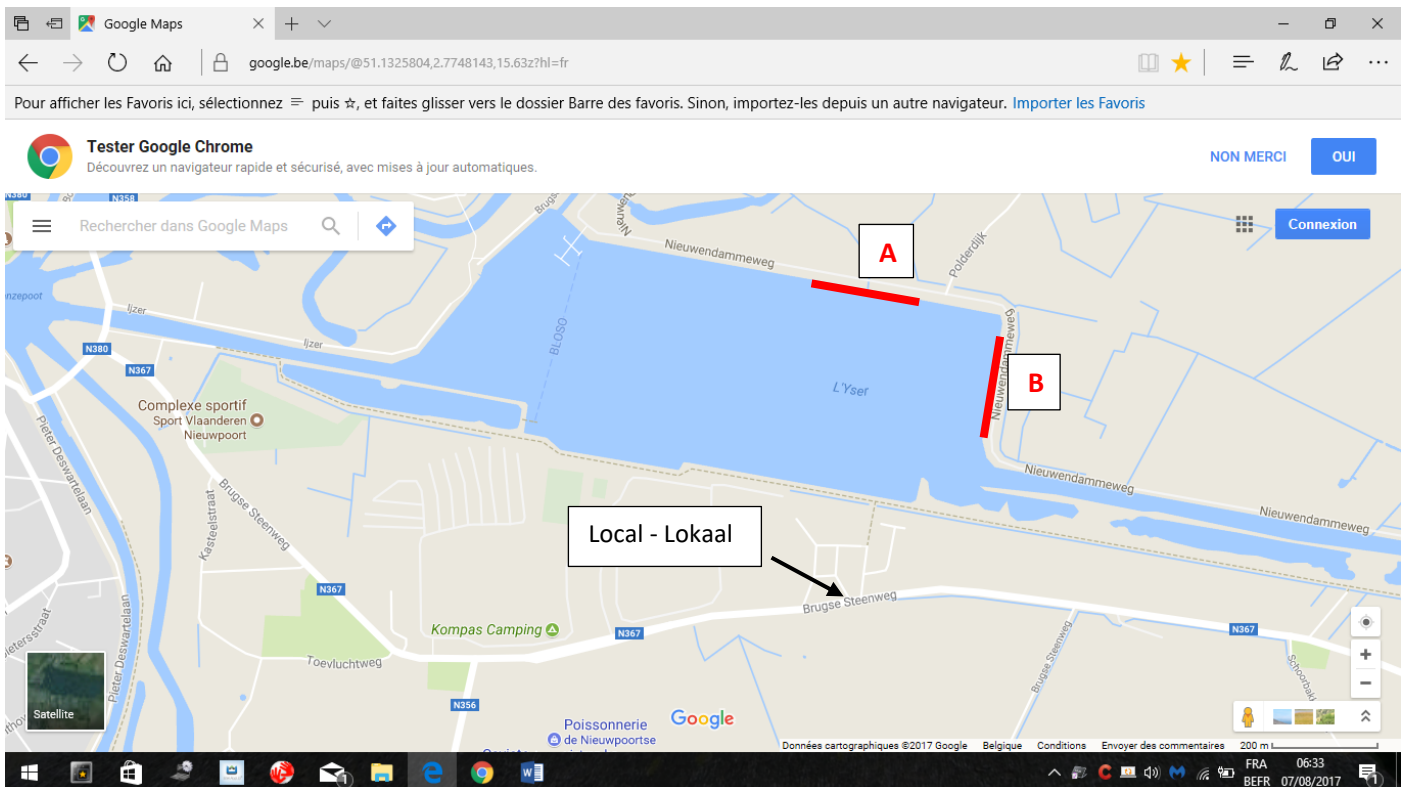 Google Maps
google.be/maps/@51.1325804,2.7748143,15.63z?hl=fr
Pour afficher les Favoris ici, sélectionnez puis ☆, et faites glisser vers le dossier Barre des favoris. Sinon, importez-les depuis un autre navigateur. Importer les Favoris
Tester Google Chrome
Découvrez un navigateur rapide et sécurisé, avec mises à jour automatiques.
NON MERCI
OUI
N380
N358
Rechercher dans Google Maps
Connexion
Nieuwendammeweg
A
Polderdijk
Ijzer
Ijzer
BLOSO
N380
N367
L'Yser
Nieuwendammeweg
B
Complexe sportif
Sport Vlaanderen
Nieuwpoort
Pieter Deswartelaan
Kasteelstraat
Brugse Steenweg
Nieuwendammeweg
Nieuwendammeweg
Local - Lokaal
N367
Brugse Steenweg
Kompas Camping
N367
N367
Pieter Deswartelaan
Toevluchtweg
Brugse Steenweg
Satellite
N356
Poissonnerie
de Nieuwpoortse
Google
Données cartographiques ©2017 Google Belgique Conditions Envoyer des commentaires 200 m
FRA 06:33
BEFR 07/08/2017